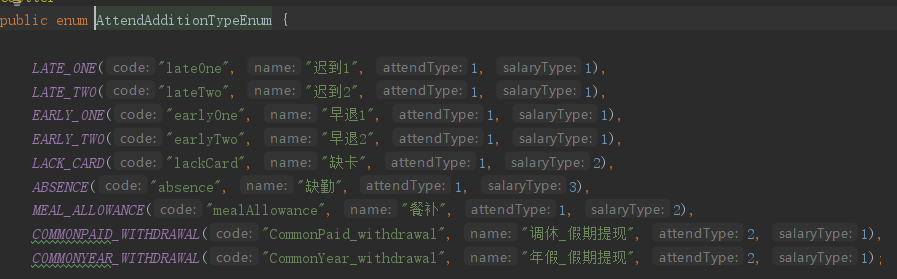 public enum AttendAdditionTypeEnum {
LATE_ONE( code: "lateOne", name: "迟到1", attendType: 1, salaryType: 1),
LATE_TWO( code: "lateTwo", name: "迟到2", attendType: 1, salaryType: 1),
EARLY_ONE( code: "earlyOne", name: "早退1", attendType: 1, salaryType: 1),
EARLY_TWO( code: "earlyTwo", name: "早退2", attendType: 1, salaryType: 1),
LACK_CARD( code: "lackCard", name: "缺卡", attendType: 1, salaryType: 2),
ABSENCE( code: "absence", name: "缺勤", attendType: 1, salaryType: 3),
MEAL_ALLOWANCE( code: "mealAllowance", name: "餐补", attendType: 1, salaryType: 2),
COMMONPAID_WITHDRAWAL( code: "CommonPaid_withdrawal", name: "调休_假期提现", attendType: 2, salaryType: 1),
COMMONYEAR_WITHDRAWAL( code: "CommonYear_withdrawal", name: "年假_假期提现", attendType: 2, salaryType: 1);